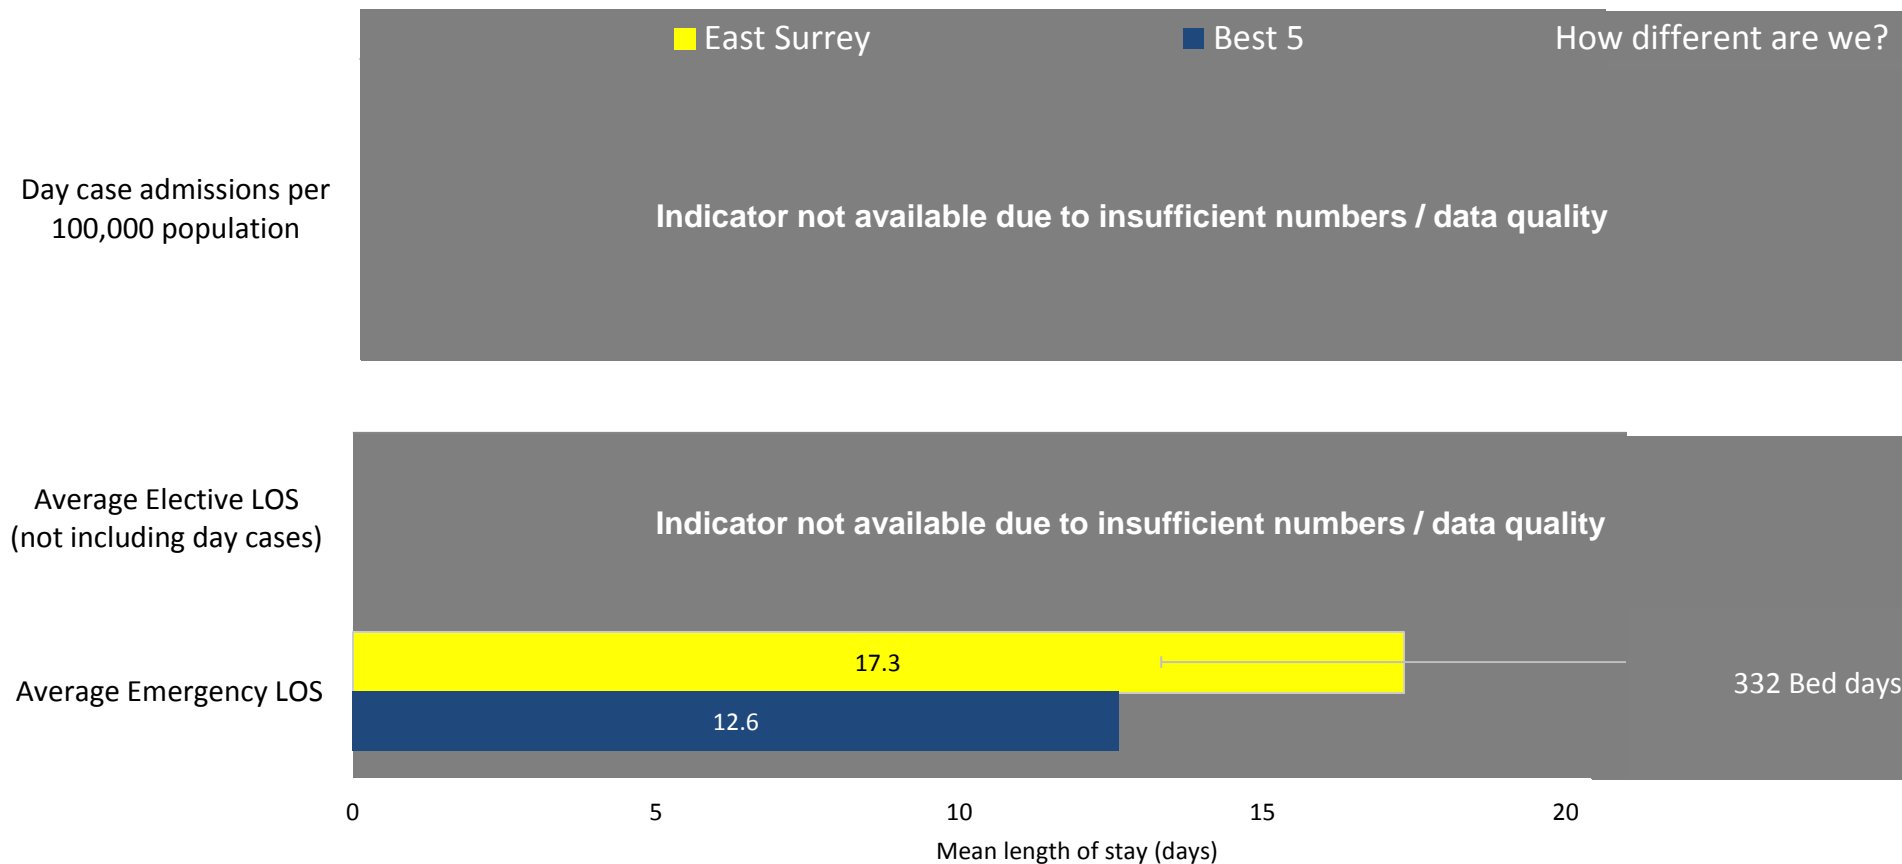 East Surrey Best 5 How different are we?
Day case admissions per
100,000 population
Indicator not available due to insufficient numbers / data quality
Average Elective LOS
(not including day cases)
Indicator not available due to insufficient numbers / data quality
Average Emergency LOS
17.3
12.6
332 Bed days
0 5 10 15 20
Mean length of stay (days)